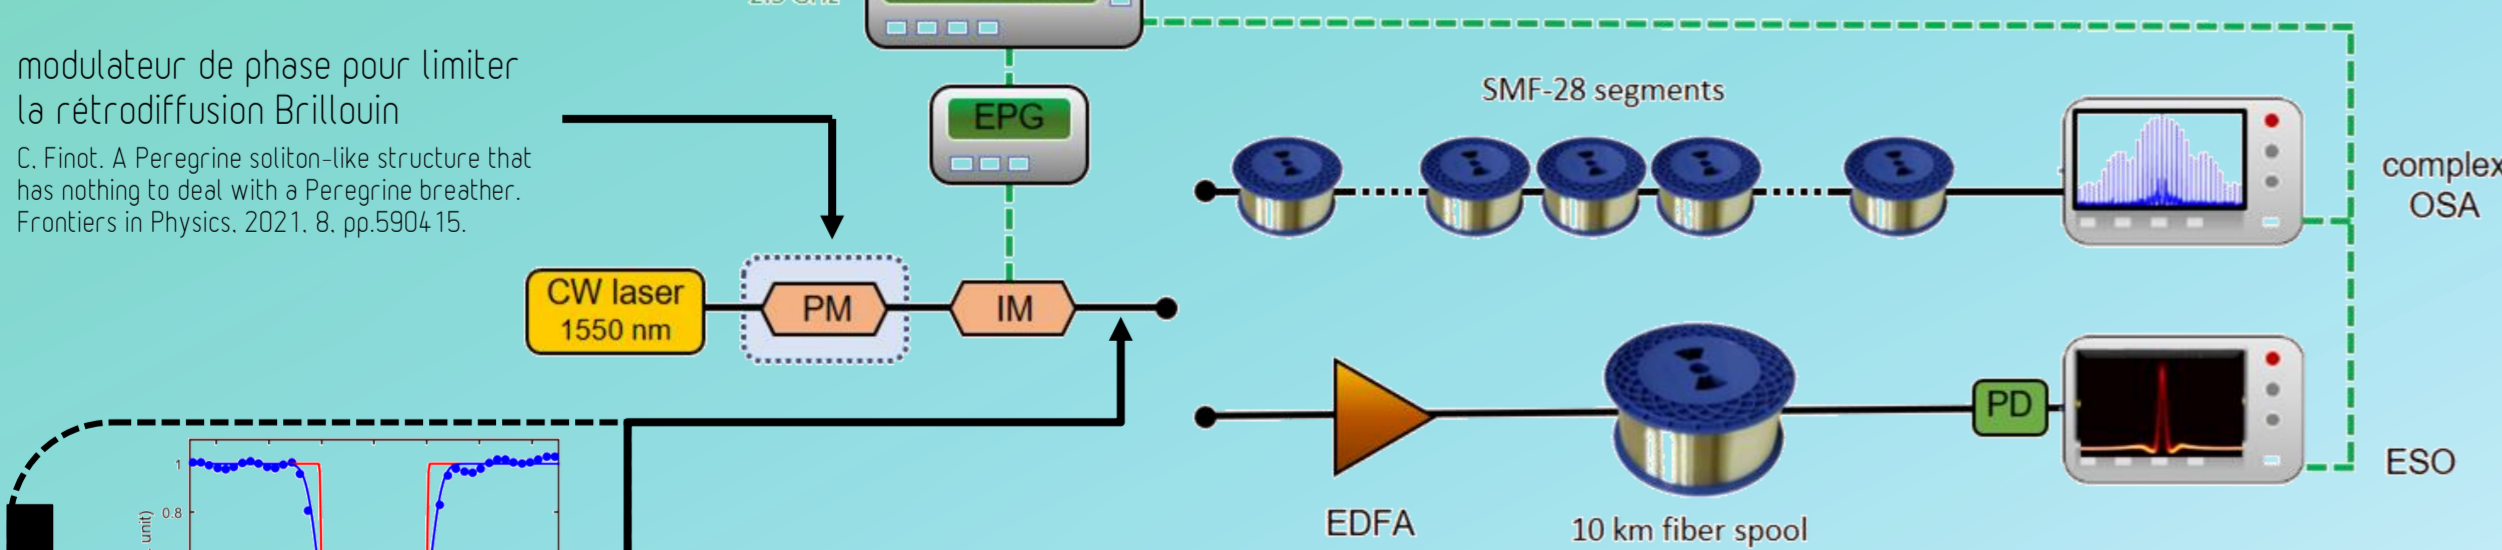 modulateur de phase pour limiter
la rétrodiffusion Brillouin
C. Finot. A Peregrine soliton-like structure that
has nothing to deal with a Peregrine breather.
Frontiers in Physics, 2021, 8, pp.590415.
EPG
CW laser
1550 nm
PM
IM
SMF-28 segments
complex
OSA
EDFA
10 km fiber spool
PD
ESO
1
0.8
unit)